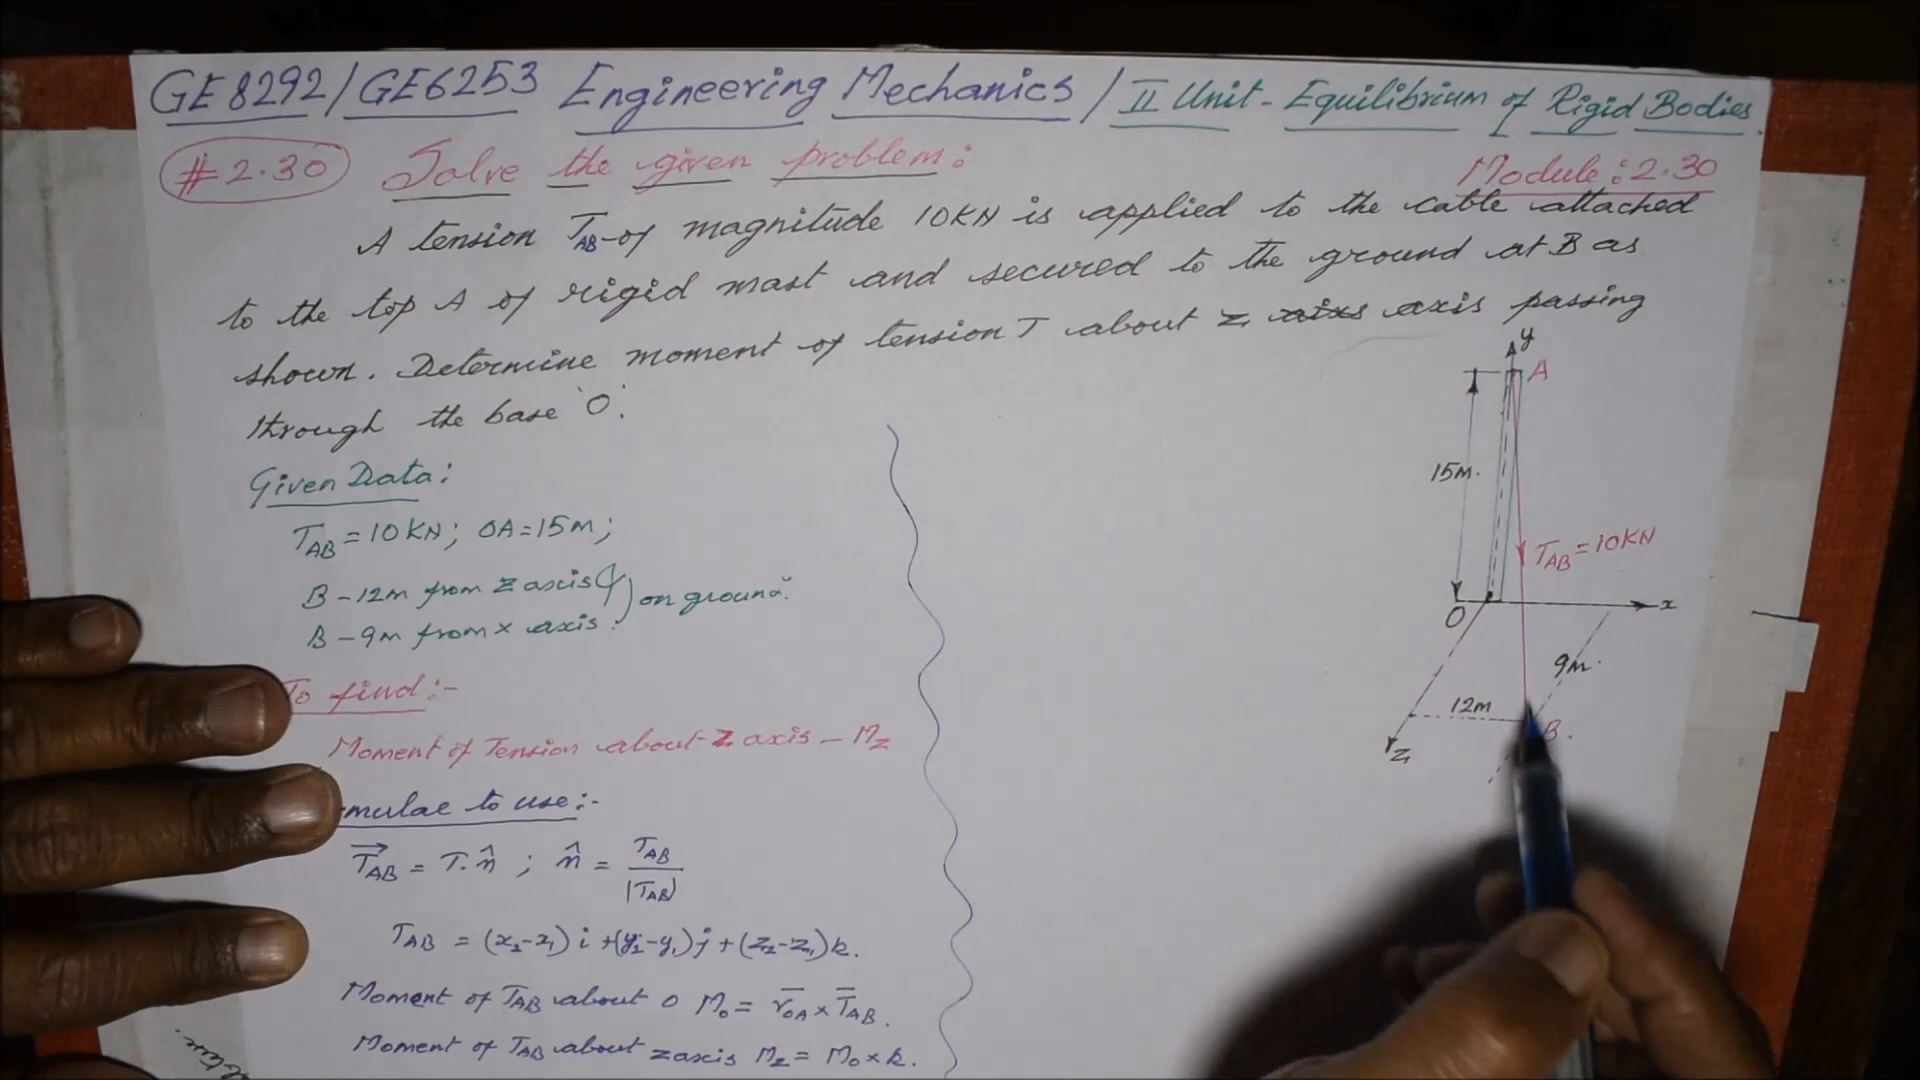 GE8292/GE6253 Engineering Mechanics / II Unit - Equilibrium of Rigid Bodies
#2.30 Solve the given problem:
Module: 2.30
A tension TAB of magnitude 10KN is applied to the cable attached
to the top A of rigid mast and secured to the ground at B as
shown. Determine moment of tension T about z axis passing
through the base 'O'.
Given Data:
TAB = 10KN; OA = 15m;
B - 12m from z axis
B - 9m from x axis
on ground.
To find:-
Moment of Tension about z axis - Mz
mulae to use:-
TAB = T.n̂ ; n̂ = TAB / |TAB|
TAB = (x2-x1) i + (y2-y1) j + (z2-z1) k.
Moment of TAB about O Mo = rOA × TAB.
Moment of TAB about z axis Mz = Mo × k.
y
A
15m.
TAB = 10KN
O
x
9m.
12m
B.
z